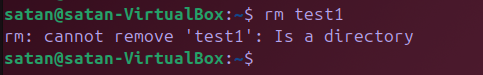 satan@satan-VirtualBox:~$ rm test1
rm: cannot remove 'test1': Is a directory
satan@satan-VirtualBox:~$